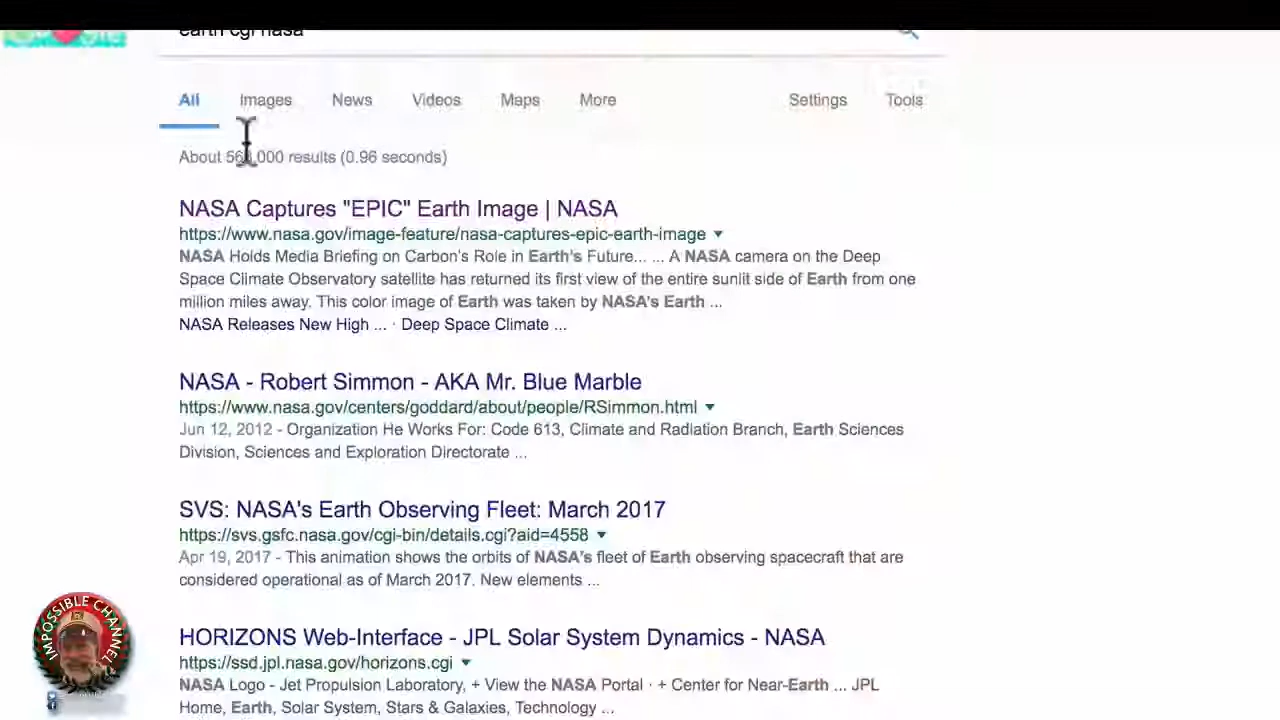 earth cgi nasa
All Images News Videos Maps More Settings Tools
About 56 ,000 results (0.96 seconds)
NASA Captures "EPIC" Earth Image | NASA
https://www.nasa.gov/image-feature/nasa-captures-epic-earth-image
NASA Holds Media Briefing on Carbon's Role in Earth's Future... ... A NASA camera on the Deep
Space Climate Observatory satellite has returned its first view of the entire sunlit side of Earth from one
million miles away. This color image of Earth was taken by NASA's Earth ...
NASA Releases New High ... · Deep Space Climate ...
NASA - Robert Simmon - AKA Mr. Blue Marble
https://www.nasa.gov/centers/goddard/about/people/RSimmon.html
Jun 12, 2012 - Organization He Works For: Code 613, Climate and Radiation Branch, Earth Sciences
Division, Sciences and Exploration Directorate ...
SVS: NASA's Earth Observing Fleet: March 2017
https://svs.gsfc.nasa.gov/cgi-bin/details.cgi?aid=4558
Apr 19, 2017 - This animation shows the orbits of NASA's fleet of Earth observing spacecraft that are
considered operational as of March 2017. New elements ...
HORIZONS Web-Interface - JPL Solar System Dynamics - NASA
https://ssd.jpl.nasa.gov/horizons.cgi
NASA Logo - Jet Propulsion Laboratory, + View the NASA Portal · + Center for Near-Earth ... JPL
Home, Earth, Solar System, Stars & Galaxies, Technology ...
IMPOSSIBLE CHANNEL